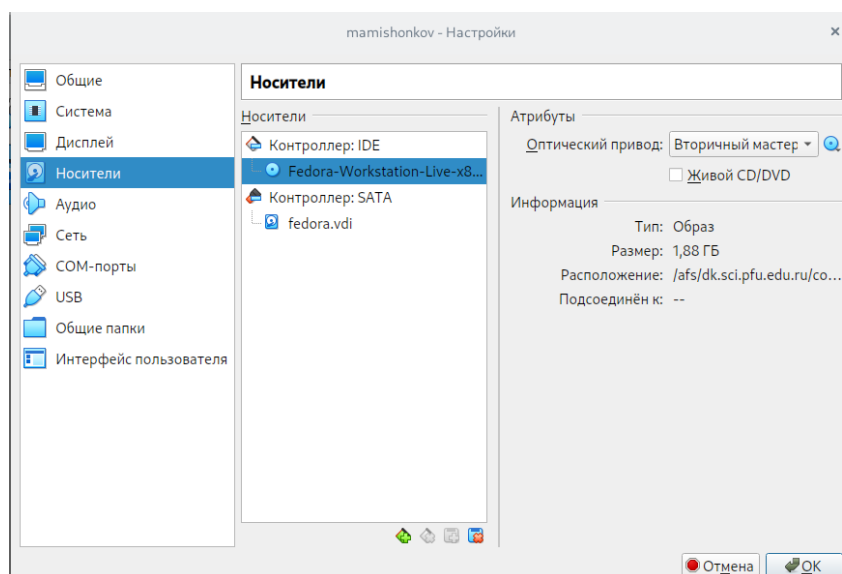 mamishonkov - Настройки
Общие
Система
Дисплей
Носители
Аудио
Сеть
COM-порты
USB
Общие папки
Интерфейс пользователя
Носители
Носители
Контроллер: IDE
Fedora-Workstation-Live-x8...
Контроллер: SATA
fedora.vdi
Атрибуты
Оптический привод: Вторичный мастер
Живой CD/DVD
Информация
Тип: Образ
Размер: 1,88 ГБ
Расположение: /afs/dk.sci.pfu.edu.ru/co...
Подсоединён к: --
Отмена
OK